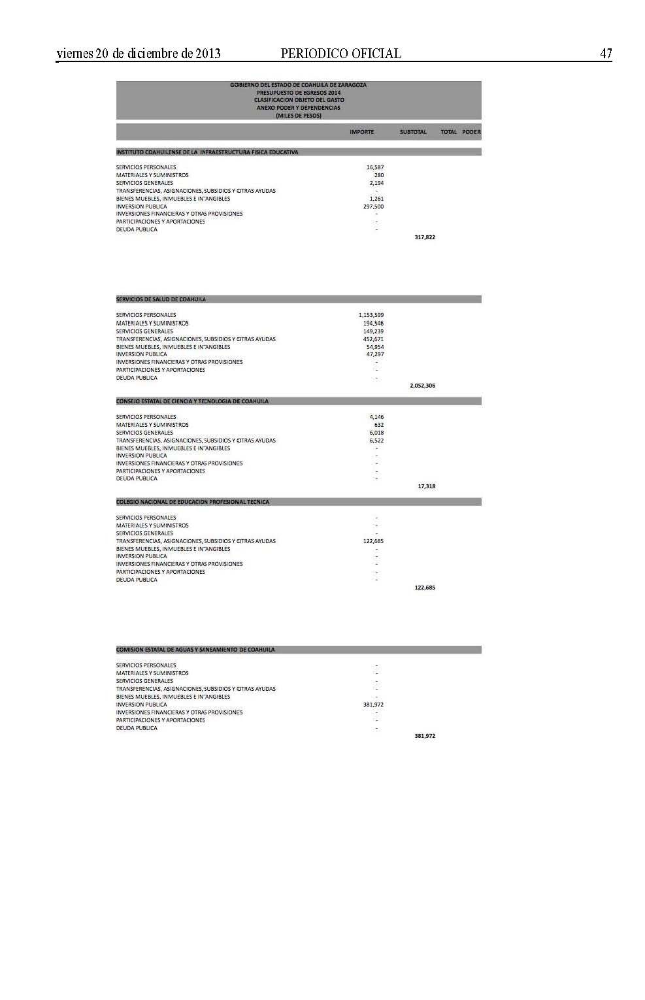 viernes 20 de diciembre de 2013 PERIODICO OFICIAL 47
GOBIERNO DEL ESTADO DE COAHUILA DE ZARAGOZA
PRESUPUESTO DE EGRESOS 2014
CLASIFICACION OBJETO DEL GASTO
ANEXO PODER Y DEPENDENCIAS
(MILES DE PESOS)
IMPORTE SUBTOTAL TOTAL PODER
INSTITUTO COAHUILENSE DE LA INFRAESTRUCTURA FISICA EDUCATIVA
SERVICIOS PERSONALES 16,587
MATERIALES Y SUMINISTROS 280
SERVICIOS GENERALES 2,194
TRANSFERENCIAS, ASIGNACIONES, SUBSIDIOS Y OTRAS AYUDAS -
BIENES MUEBLES, INMUEBLES E INTANGIBLES 1,261
INVERSION PUBLICA 297,500
INVERSIONES FINANCIERAS Y OTRAS PROVISIONES -
PARTICIPACIONES Y APORTACIONES -
DEUDA PUBLICA -
317,822
SERVICIOS DE SALUD DE COAHUILA
SERVICIOS PERSONALES 1,153,599
MATERIALES Y SUMINISTROS 194,546
SERVICIOS GENERALES 149,239
TRANSFERENCIAS, ASIGNACIONES, SUBSIDIOS Y OTRAS AYUDAS 452,671
BIENES MUEBLES, INMUEBLES E INTANGIBLES 54,954
INVERSION PUBLICA 47,297
INVERSIONES FINANCIERAS Y OTRAS PROVISIONES -
PARTICIPACIONES Y APORTACIONES -
DEUDA PUBLICA -
2,052,306
CONSEJO ESTATAL DE CIENCIA Y TECNOLOGIA DE COAHUILA
SERVICIOS PERSONALES 4,146
MATERIALES Y SUMINISTROS 632
SERVICIOS GENERALES 6,018
TRANSFERENCIAS, ASIGNACIONES, SUBSIDIOS Y OTRAS AYUDAS 6,522
BIENES MUEBLES, INMUEBLES E INTANGIBLES -
INVERSION PUBLICA -
INVERSIONES FINANCIERAS Y OTRAS PROVISIONES -
PARTICIPACIONES Y APORTACIONES -
DEUDA PUBLICA -
17,318
COLEGIO NACIONAL DE EDUCACION PROFESIONAL TECNICA
SERVICIOS PERSONALES -
MATERIALES Y SUMINISTROS -
SERVICIOS GENERALES -
TRANSFERENCIAS, ASIGNACIONES, SUBSIDIOS Y OTRAS AYUDAS 122,685
BIENES MUEBLES, INMUEBLES E INTANGIBLES -
INVERSION PUBLICA -
INVERSIONES FINANCIERAS Y OTRAS PROVISIONES -
PARTICIPACIONES Y APORTACIONES -
DEUDA PUBLICA -
122,685
COMISION ESTATAL DE AGUAS Y SANEAMIENTO DE COAHUILA
SERVICIOS PERSONALES -
MATERIALES Y SUMINISTROS -
SERVICIOS GENERALES -
TRANSFERENCIAS, ASIGNACIONES, SUBSIDIOS Y OTRAS AYUDAS -
BIENES MUEBLES, INMUEBLES E INTANGIBLES -
INVERSION PUBLICA 381,972
INVERSIONES FINANCIERAS Y OTRAS PROVISIONES -
PARTICIPACIONES Y APORTACIONES -
DEUDA PUBLICA -
381,972